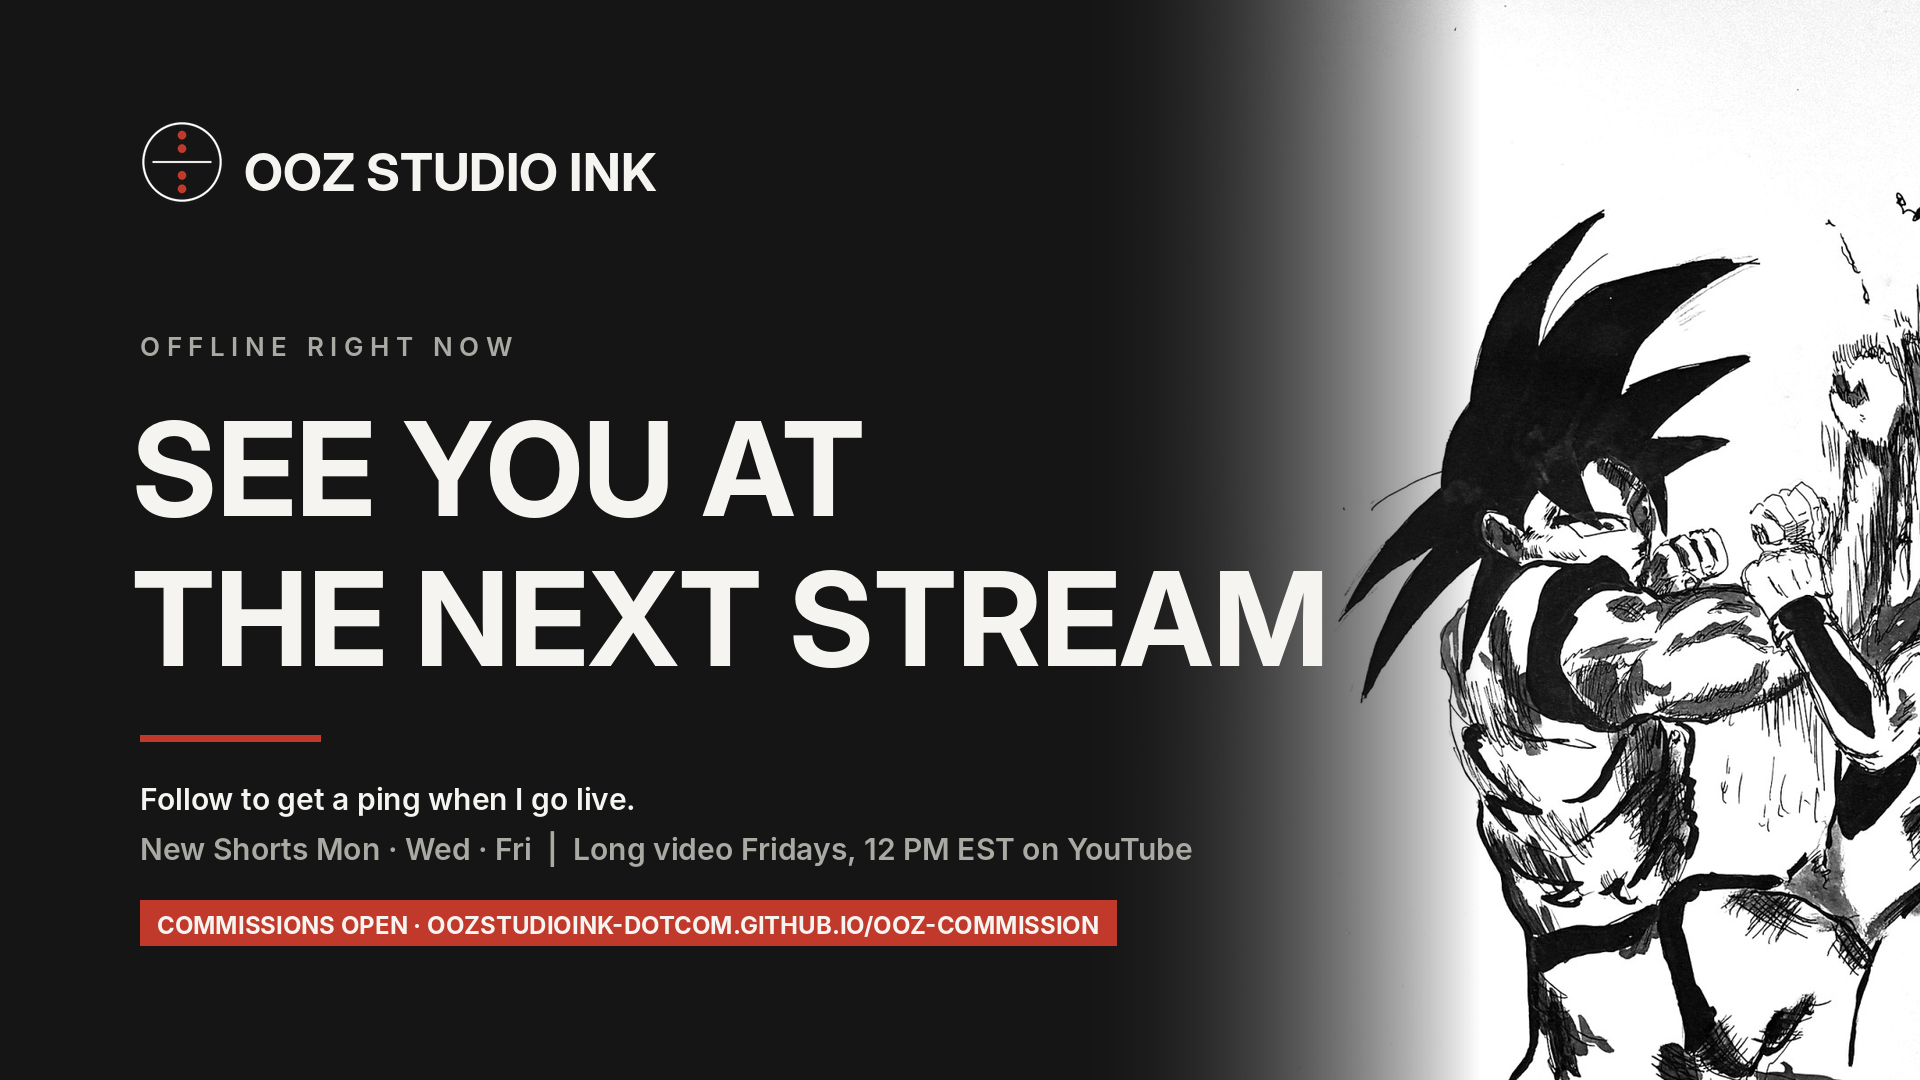 OOZ STUDIO INK
OFFLINE RIGHT NOW
SEE YOU AT
THE NEXT STREAM
Follow to get a ping when I go live.
New Shorts Mon · Wed · Fri | Long video Fridays, 12 PM EST on YouTube
COMMISSIONS OPEN · OOZSTUDIOINK-DOTCOM.GITHUB.IO/OOZ-COMMISSION